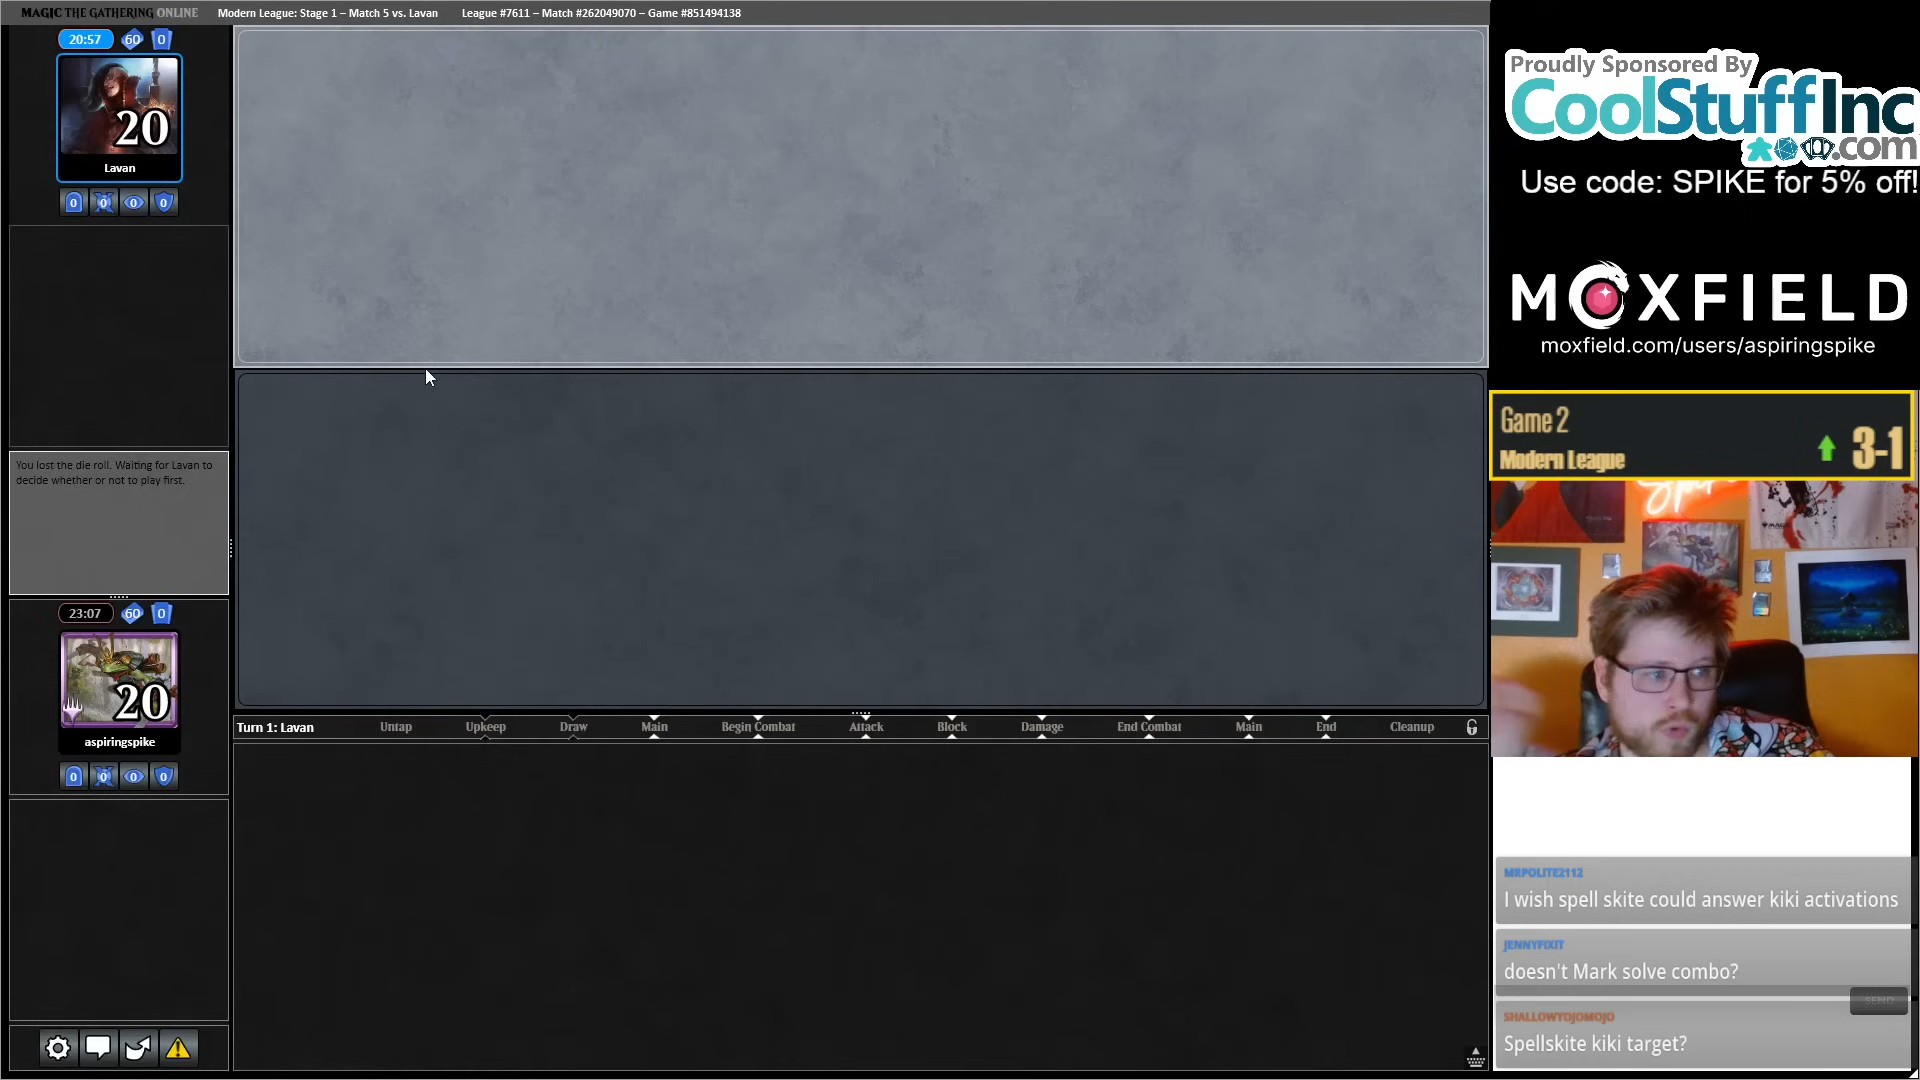 MAGIC THE GATHERING ONLINE
Modern League: Stage 1 – Match 5 vs. Lavan
League #7611 – Match #262049070 – Game #851494138
20:57
60
0
20
Lavan
0
0
0
0
You lost the die roll. Waiting for Lavan to
decide whether or not to play first.
23:07
60
0
20
aspiringspike
0
0
0
0
Turn 1: Lavan
Untap
Upkeep
Draw
Main
Begin Combat
Attack
Block
Damage
End Combat
Main
End
Cleanup
Proudly Sponsored By
CoolStuffInc
.com
Use code: SPIKE for 5% off!
MOXFIELD
moxfield.com/users/aspiringspike
Game 2
Modern League
3-1
MRPOLITE2112
I wish spell skite could answer kiki activations
JENNYFIXIT
doesn't Mark solve combo?
SEND
SHALLOWYOJOMOJO
Spellskite kiki target?